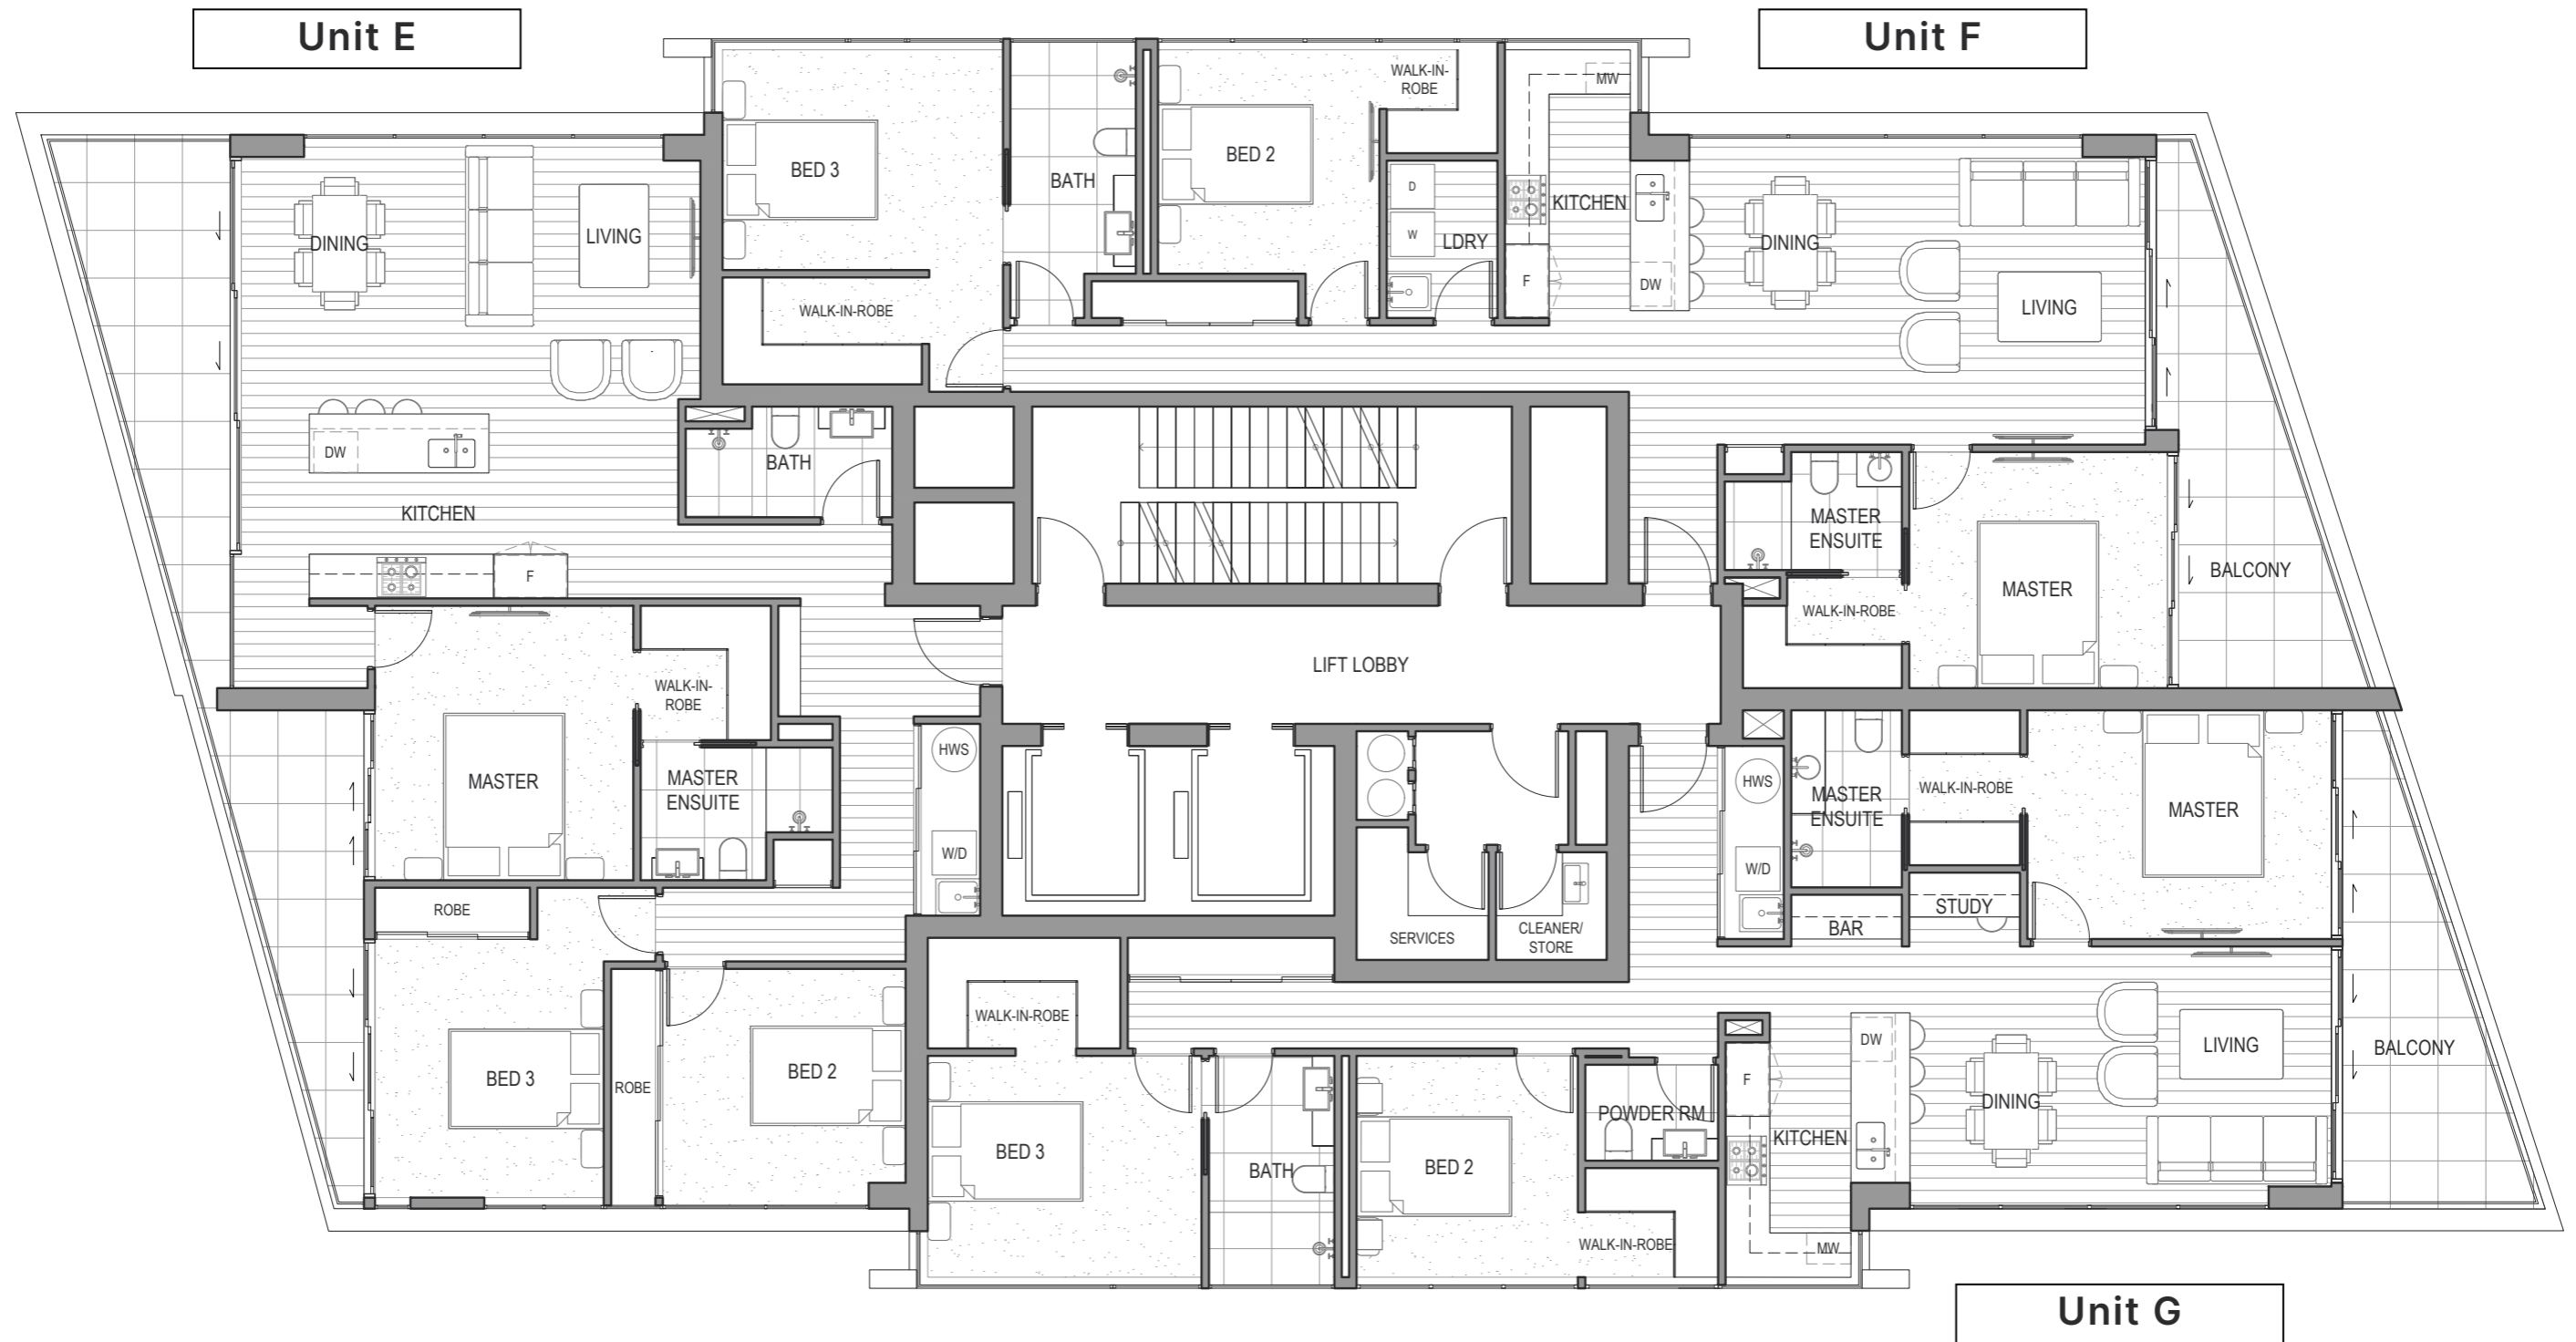 Unit E
Unit F
BED 3
BATH
BED 2
WALK-IN-
ROBE
MW
KITCHEN
D
W
LDRY
F
DW
DINING
LIVING
DINING
LIVING
WALK-IN-ROBE
DW
KITCHEN
F
BATH
MASTER
ENSUITE
WALK-IN-ROBE
MASTER
BALCONY
LIFT LOBBY
MASTER
WALK-IN-
ROBE
MASTER
ENSUITE
HWS
W/D
ROBE
BED 3
ROBE
BED 2
SERVICES
CLEANER/
STORE
HWS
W/D
MASTER
ENSUITE
WALK-IN-ROBE
MASTER
BAR
STUDY
WALK-IN-ROBE
BED 3
BATH
BED 2
POWDER RM
WALK-IN-ROBE
F
KITCHEN
MW
DW
DINING
LIVING
BALCONY
Unit G